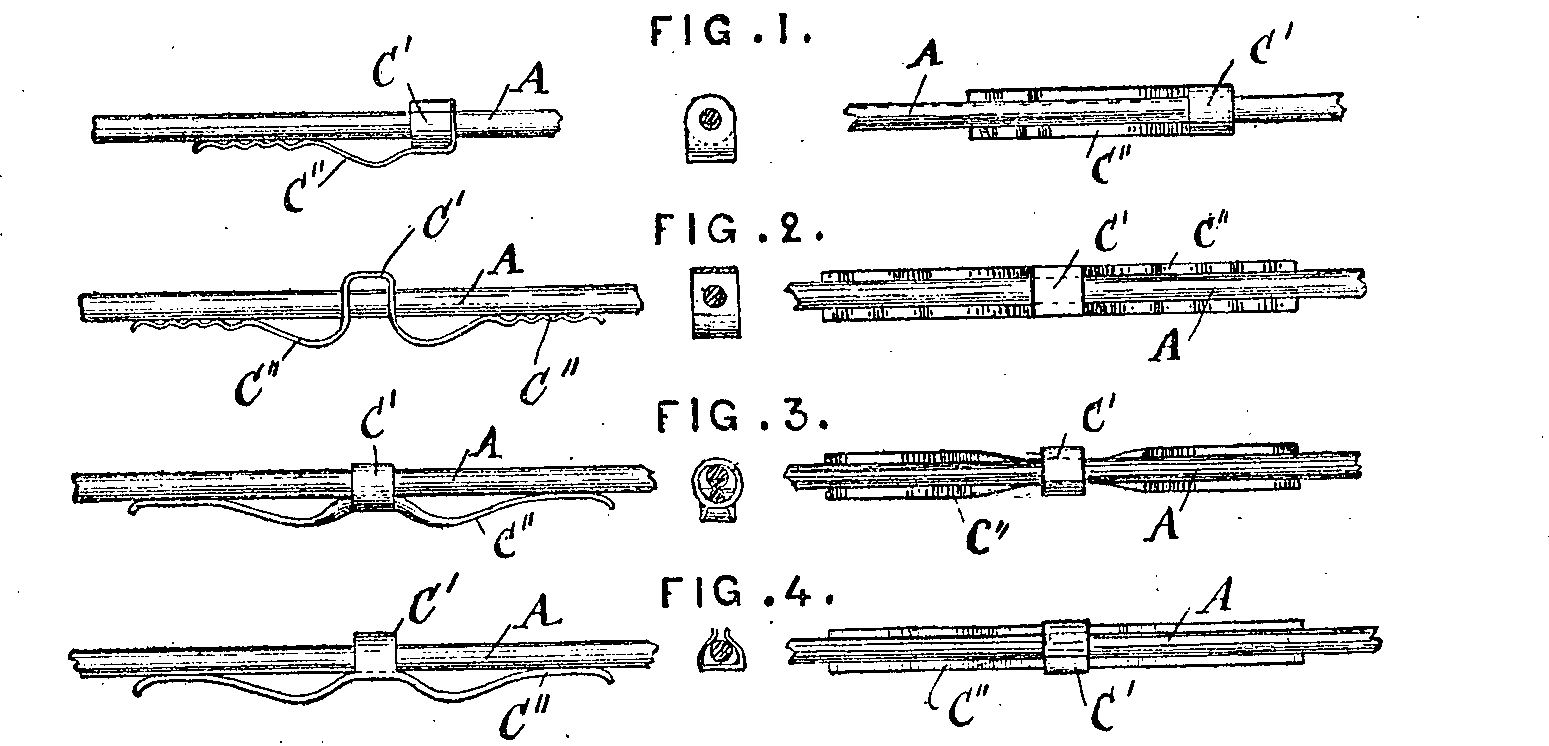 FIG. 1.
C' A A C'
C" C"
FIG. 2.
C' A C' C"
C" C" A
FIG. 3.
C' A C'
C" C" A
FIG. 4.
C' A A
C" C" C'